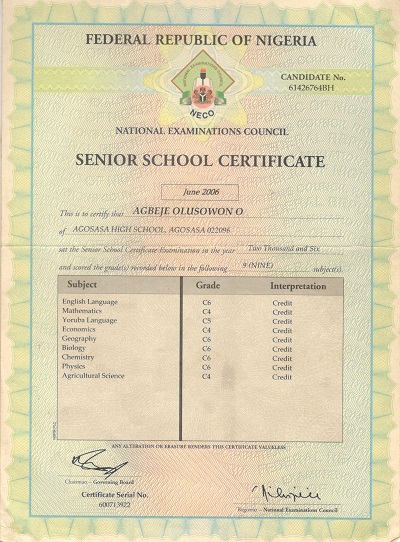 FEDERAL REPUBLIC OF NIGERIA
CANDIDATE No.
61426764BH
NECO
NATIONAL EXAMINATIONS COUNCIL
SENIOR SCHOOL CERTIFICATE
June 2006
This is to certify that AGBEJE OLUSOWON O
of AGOSASA HIGH SCHOOL, AGOSASA 022096
sat the Senior School Certificate Examination in the year Two Thousand and Six
and scored the grade(s) recorded below in the following 9 (NINE) subject(s).
Subject Grade Interpretation
English Language C6 Credit
Mathematics C4 Credit
Yoruba Language C5 Credit
Economics C4 Credit
Geography C6 Credit
Biology C6 Credit
Chemistry C6 Credit
Physics C6 Credit
Agricultural Science C4 Credit
ANY ALTERATION OR ERASURE RENDERS THIS CERTIFICATE VALUELESS
Chairman - Governing Board
Registrar - National Examinations Council
Certificate Serial No.
600713922